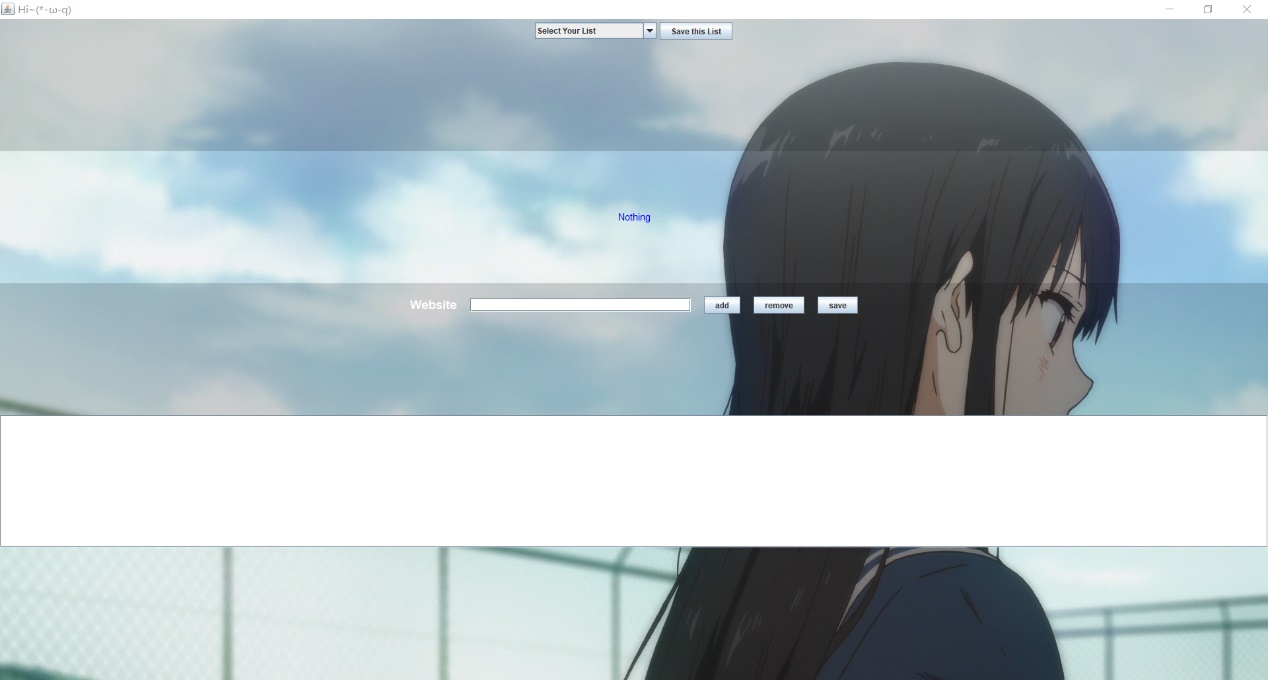 Hi~(*･ω-q)
Select Your List
Save this List
Nothing
Website
add
remove
save